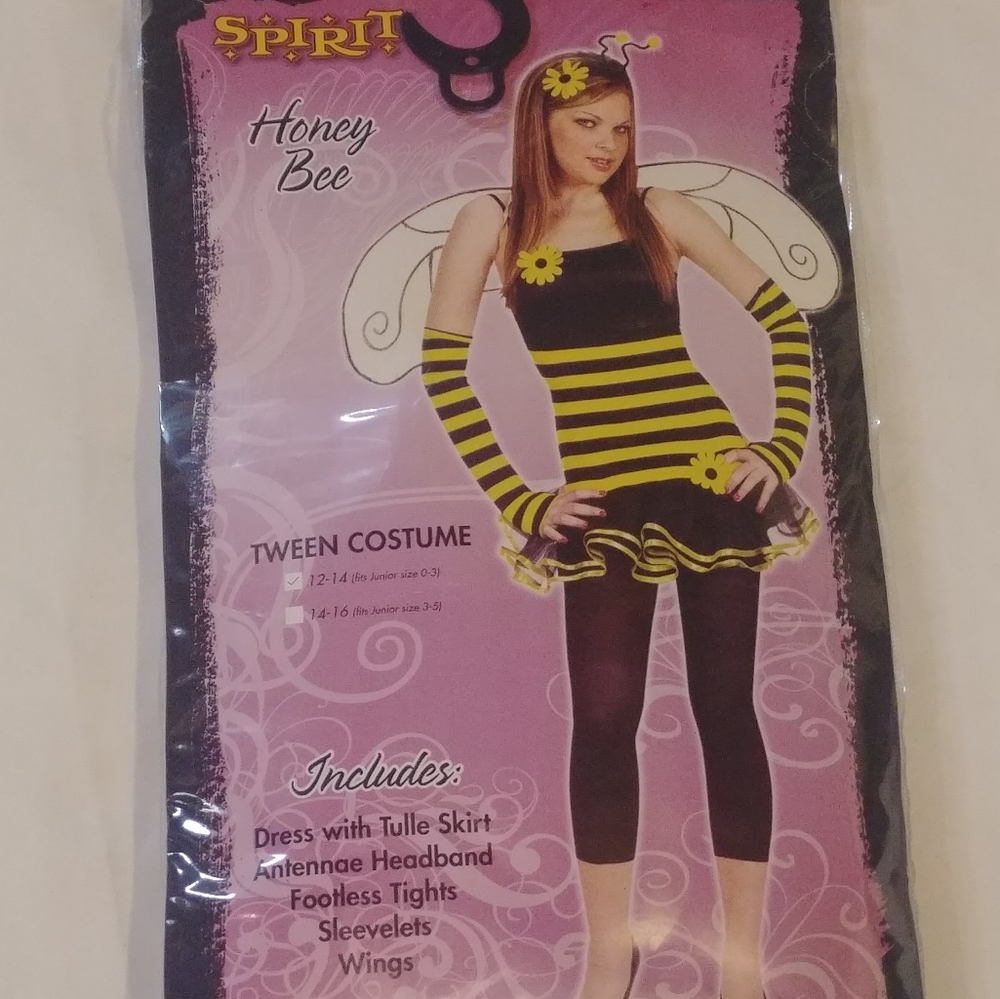 SPIRIT
Honey
Bee
TWEEN COSTUME
12-14 (fits Junior size 0-3)
14-16 (fits Junior size 3-5)
Includes:
Dress with Tulle Skirt
Antennae Headband
Footless Tights
Sleevelets
Wings